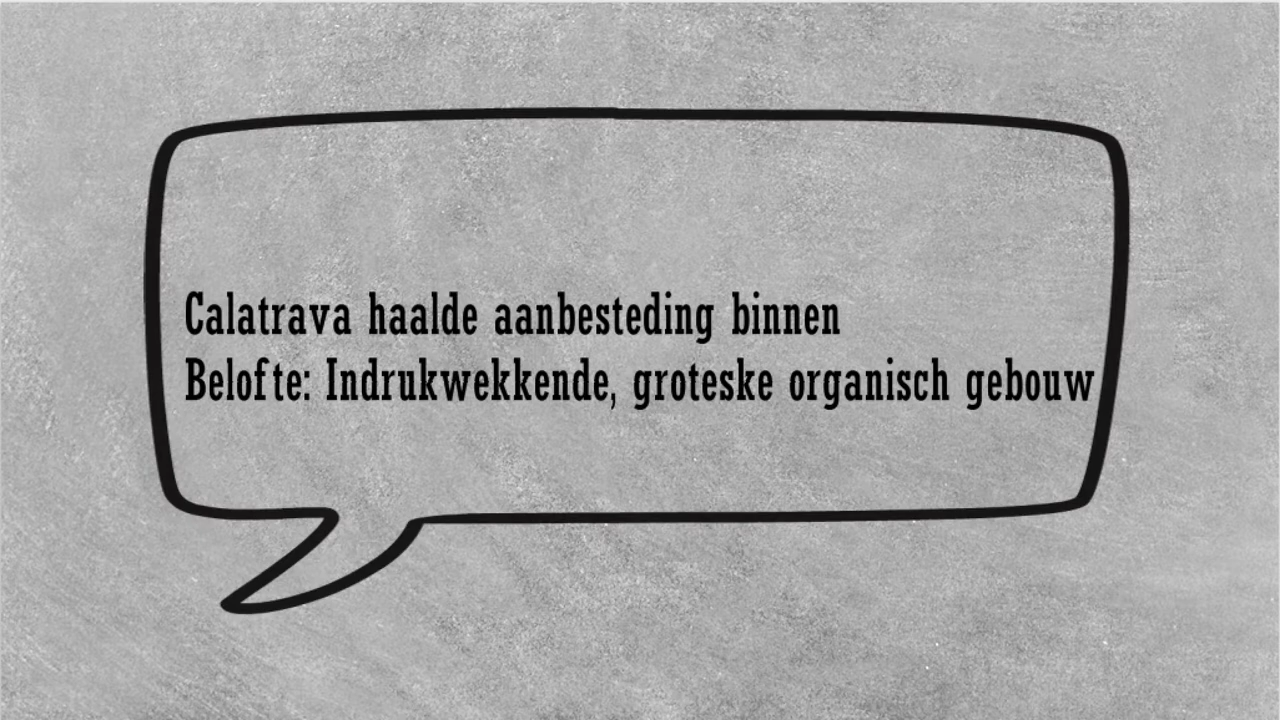 Calatrava haalde aanbesteding binnen
Belofte: Indrukwekkende, groteske organisch gebouw